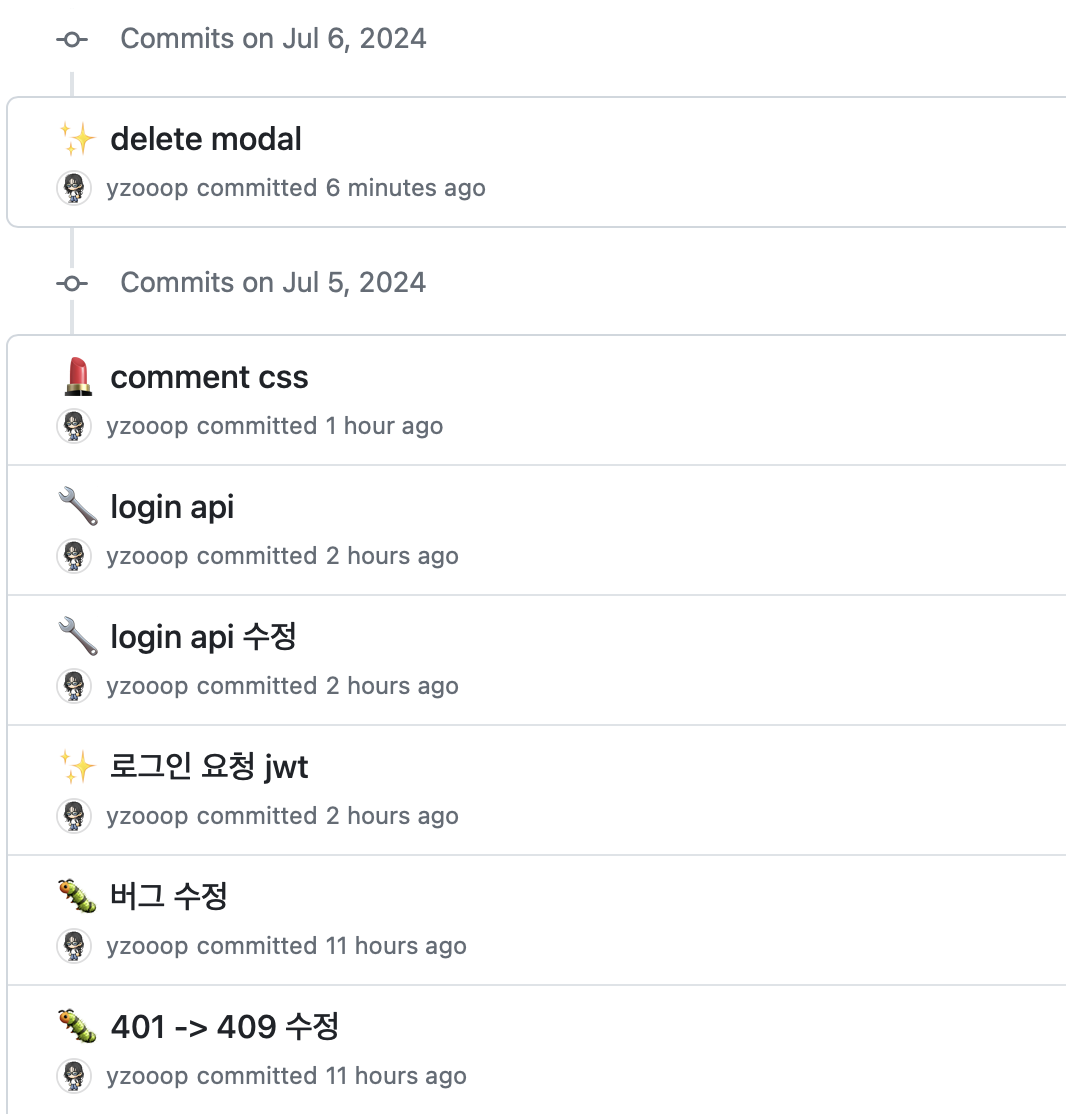 Commits on Jul 6, 2024
✨ delete modal
yzooop committed 6 minutes ago
Commits on Jul 5, 2024
💄 comment css
yzooop committed 1 hour ago
🔧 login api
yzooop committed 2 hours ago
🔧 login api 수정
yzooop committed 2 hours ago
✨ 로그인 요청 jwt
yzooop committed 2 hours ago
🐛 버그 수정
yzooop committed 11 hours ago
🐛 401 -> 409 수정
yzooop committed 11 hours ago